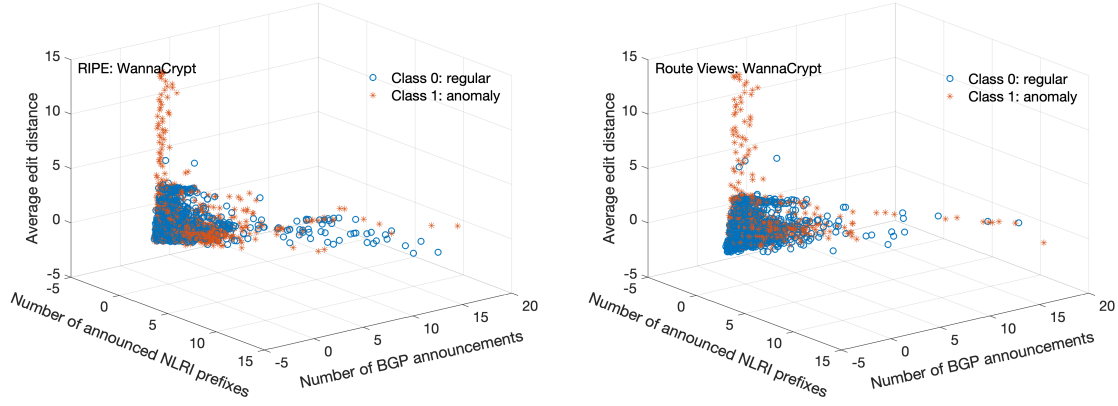 15
RIPE: WannaCrypt
Class 0: regular
Class 1: anomaly
10
5
0
-5
Average edit distance
-5
0
5
10
15
Number of announced NLRI prefixes
-5
0
5
10
15
20
Number of BGP announcements
15
Route Views: WannaCrypt
Class 0: regular
Class 1: anomaly
10
5
0
-5
Average edit distance
-5
0
5
10
15
Number of announced NLRI prefixes
-5
0
5
10
15
20
Number of BGP announcements